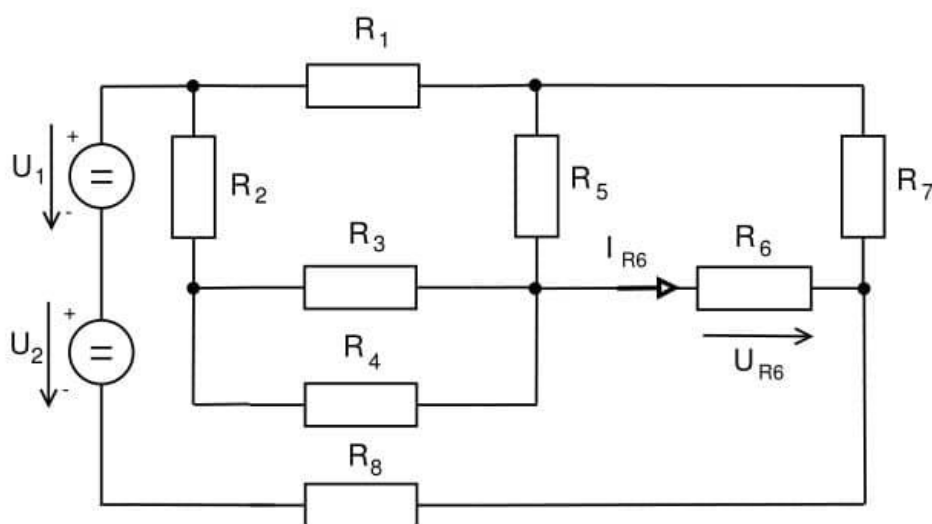 R1
+
U1
=
-
R2
R5
R7
R3
IR6
R6
+
U2
=
-
R4
UR6
R8